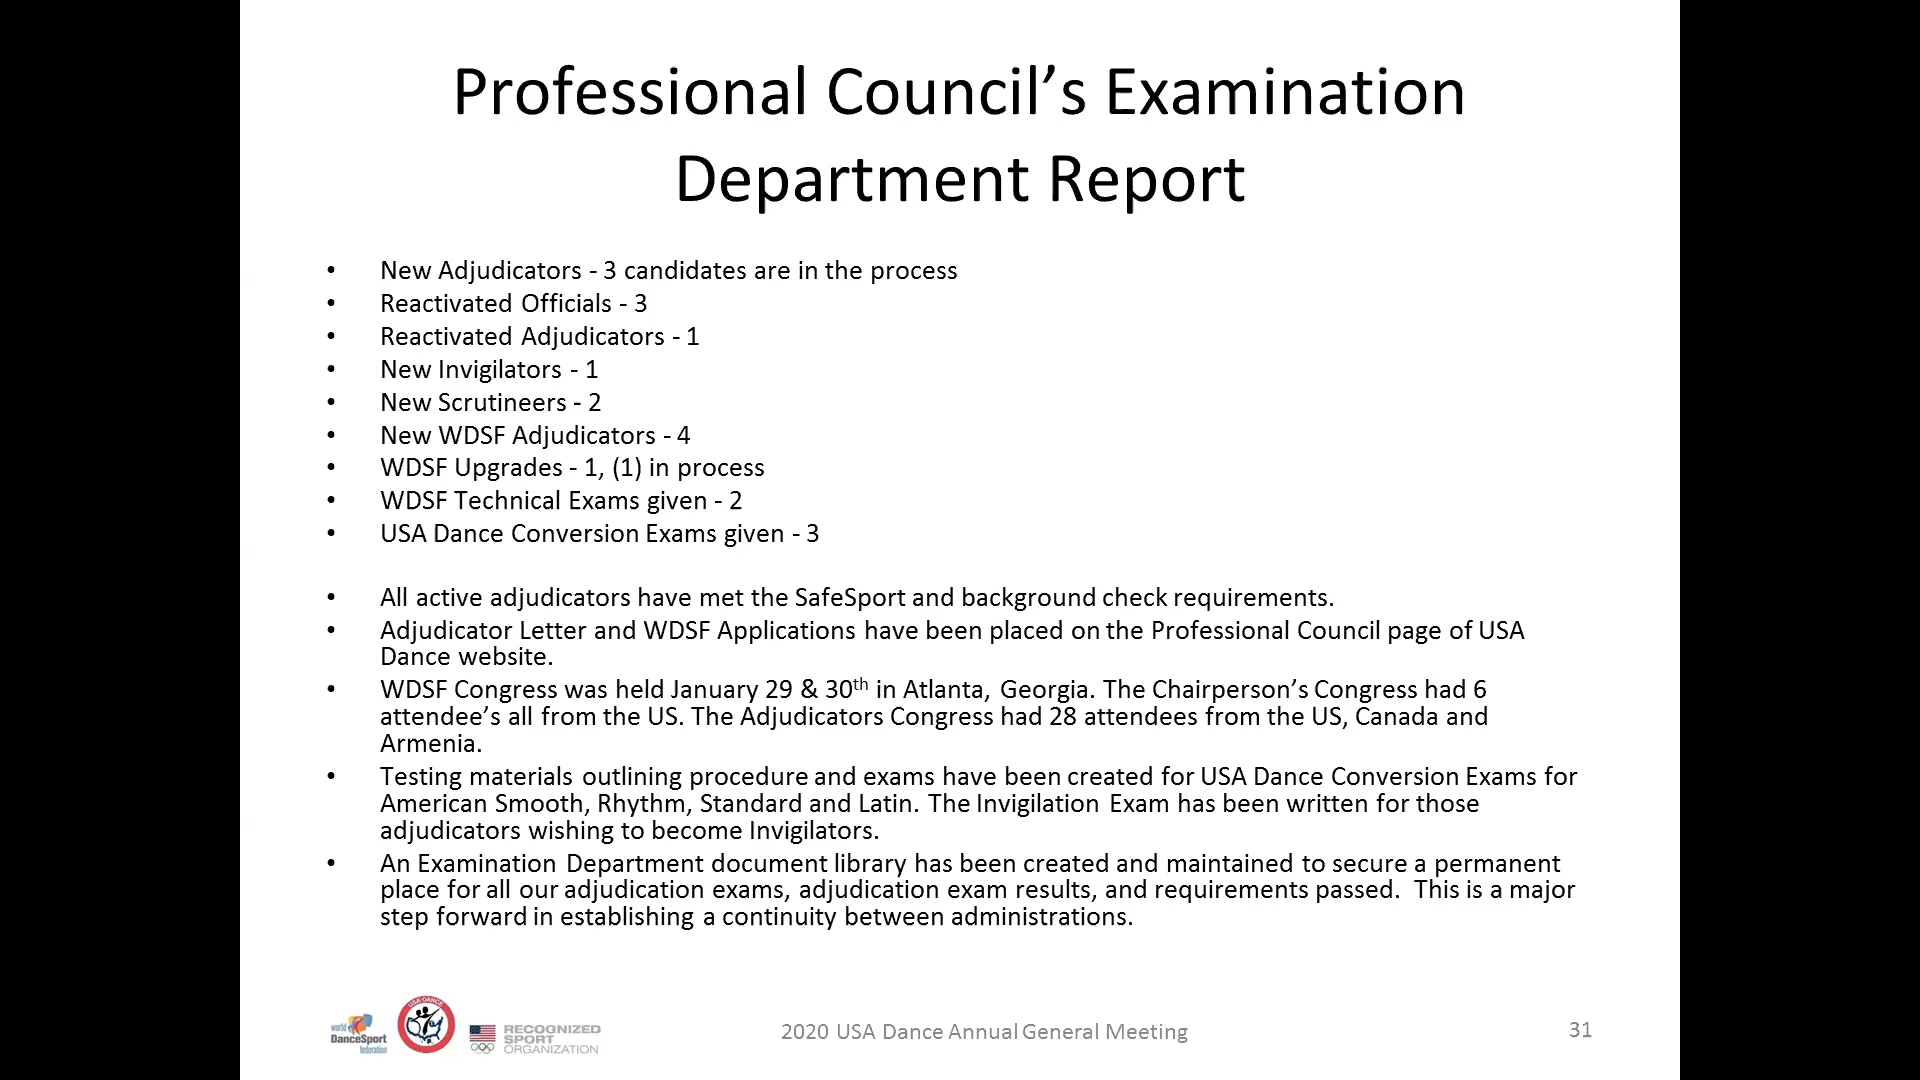 Professional Council’s Examination
Department Report
• New Adjudicators - 3 candidates are in the process
• Reactivated Officials - 3
• Reactivated Adjudicators - 1
• New Invigilators - 1
• New Scrutineers - 2
• New WDSF Adjudicators - 4
• WDSF Upgrades - 1, (1) in process
• WDSF Technical Exams given - 2
• USA Dance Conversion Exams given - 3
• All active adjudicators have met the SafeSport and background check requirements.
• Adjudicator Letter and WDSF Applications have been placed on the Professional Council page of USA
Dance website.
• WDSF Congress was held January 29 & 30th in Atlanta, Georgia. The Chairperson’s Congress had 6
attendee’s all from the US. The Adjudicators Congress had 28 attendees from the US, Canada and
Armenia.
• Testing materials outlining procedure and exams have been created for USA Dance Conversion Exams for
American Smooth, Rhythm, Standard and Latin. The Invigilation Exam has been written for those
adjudicators wishing to become Invigilators.
• An Examination Department document library has been created and maintained to secure a permanent
place for all our adjudication exams, adjudication exam results, and requirements passed. This is a major
step forward in establishing a continuity between administrations.
world
DanceSport
federation
USA DANCE
RECOGNIZED
SPORT
ORGANIZATION
2020 USA Dance Annual General Meeting
31